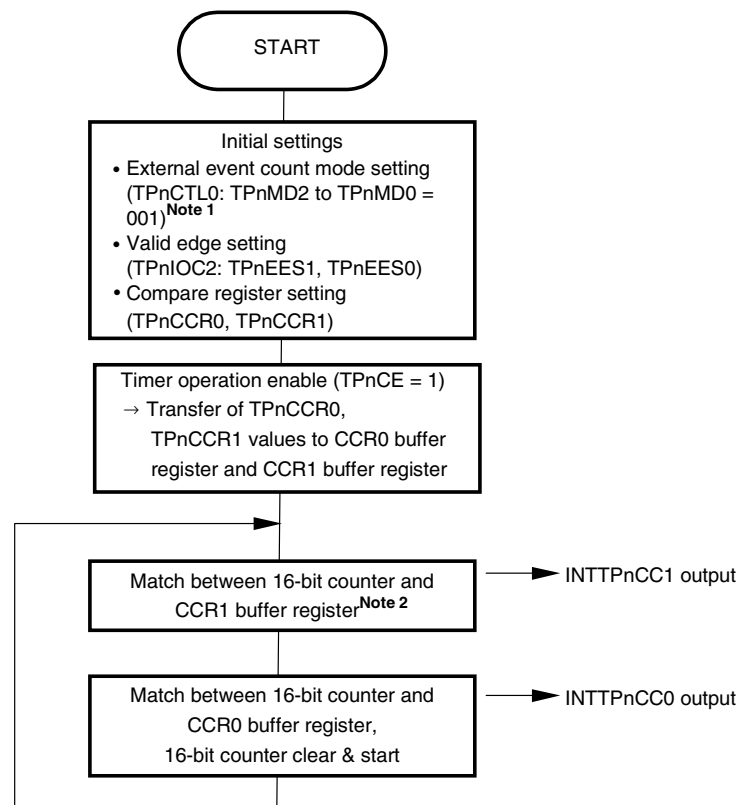 START
Initial settings
• External event count mode setting
(TPnCTL0: TPnMD2 to TPnMD0 =
001)Note 1
• Valid edge setting
(TPnIOC2: TPnEES1, TPnEES0)
• Compare register setting
(TPnCCR0, TPnCCR1)
Timer operation enable (TPnCE = 1)
→ Transfer of TPnCCR0,
TPnCCR1 values to CCR0 buffer
register and CCR1 buffer register
Match between 16-bit counter and
CCR1 buffer registerNote 2
INTTPnCC1 output
Match between 16-bit counter and
CCR0 buffer register,
16-bit counter clear & start
INTTPnCC0 output